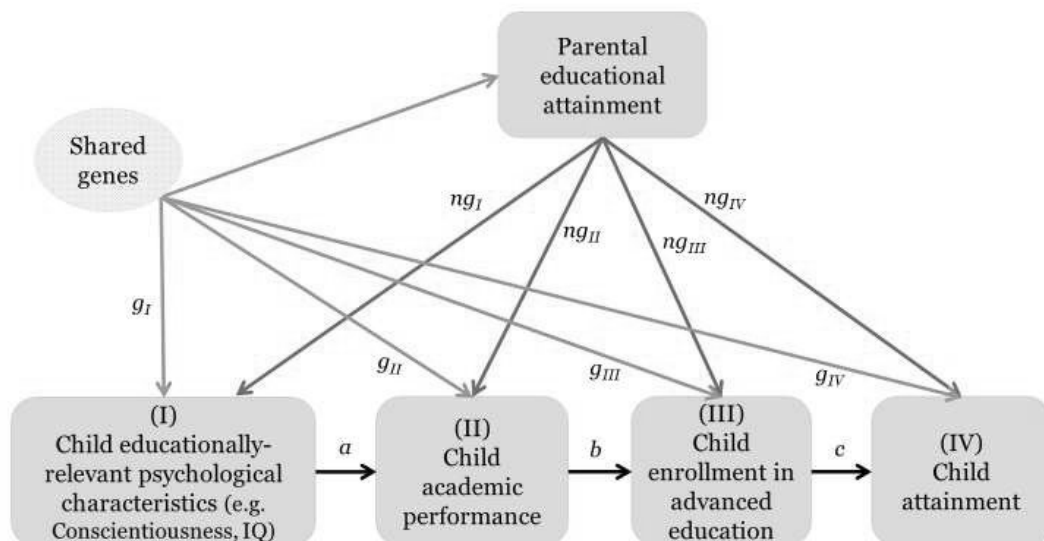 Parental
educational
attainment
Shared
genes
ng_I
ng_II
ng_III
ng_IV
g_I
g_II
g_III
g_IV
(I)
Child educationally-
relevant psychological
characteristics (e.g.
Conscientiousness, IQ)
a
(II)
Child
academic
performance
b
(III)
Child
enrollment in
advanced
education
c
(IV)
Child
attainment